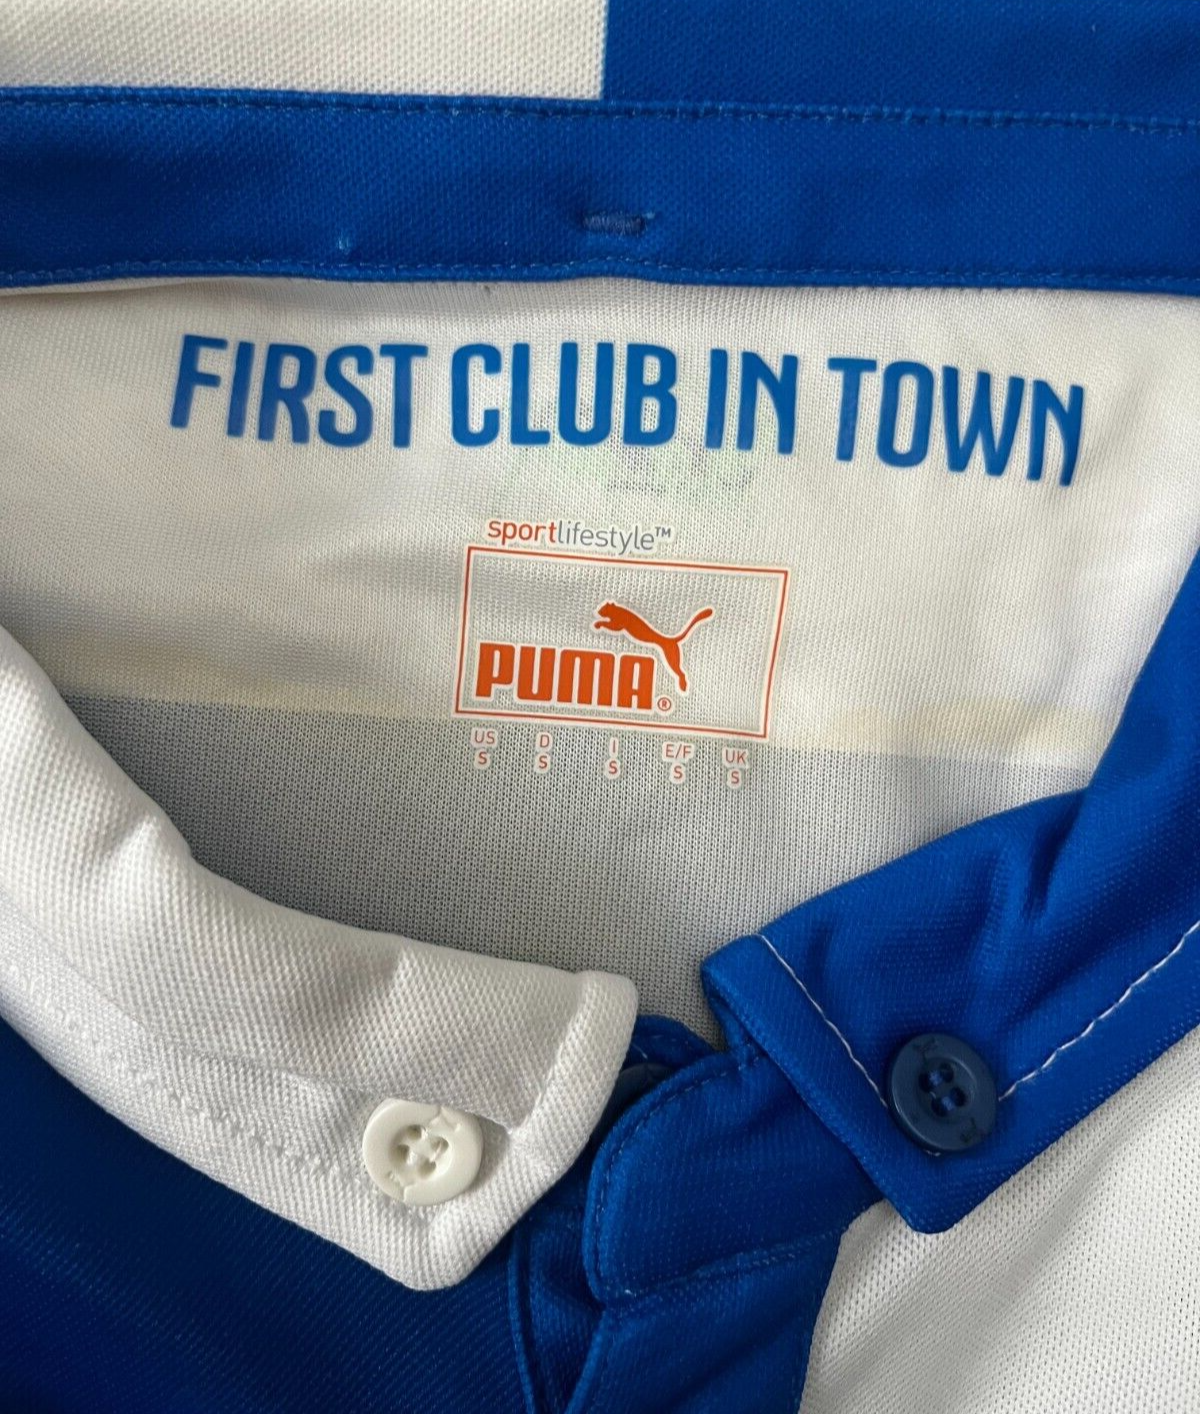 FIRST CLUB IN TOWN
sportlifestyle™
PUMA®
US D I E/F UK
S S S S S